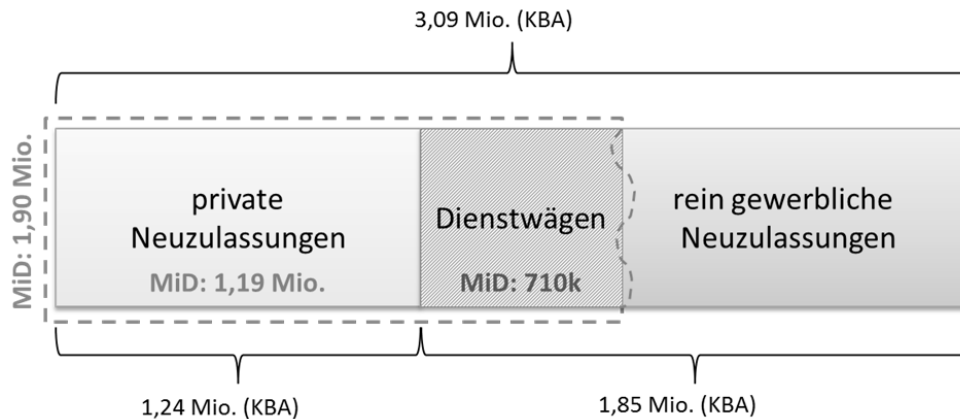 3,09 Mio. (KBA)
MiD: 1,90 Mio.
private
Neuzulassungen
MiD: 1,19 Mio.
Dienstwägen
MiD: 710k
rein gewerbliche
Neuzulassungen
1,24 Mio. (KBA)
1,85 Mio. (KBA)